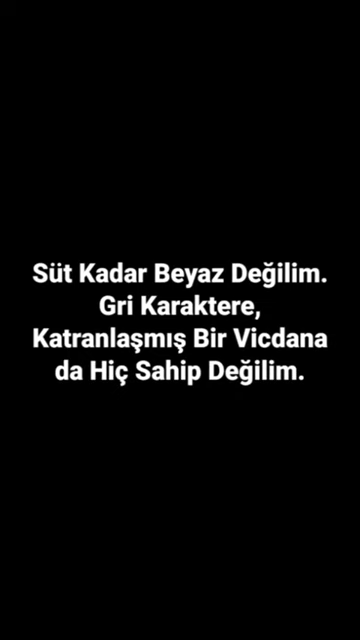 Süt Kadar Beyaz Değilim.
Gri Karaktere,
Katranlaşmış Bir Vicdana
da Hiç Sahip Değilim.